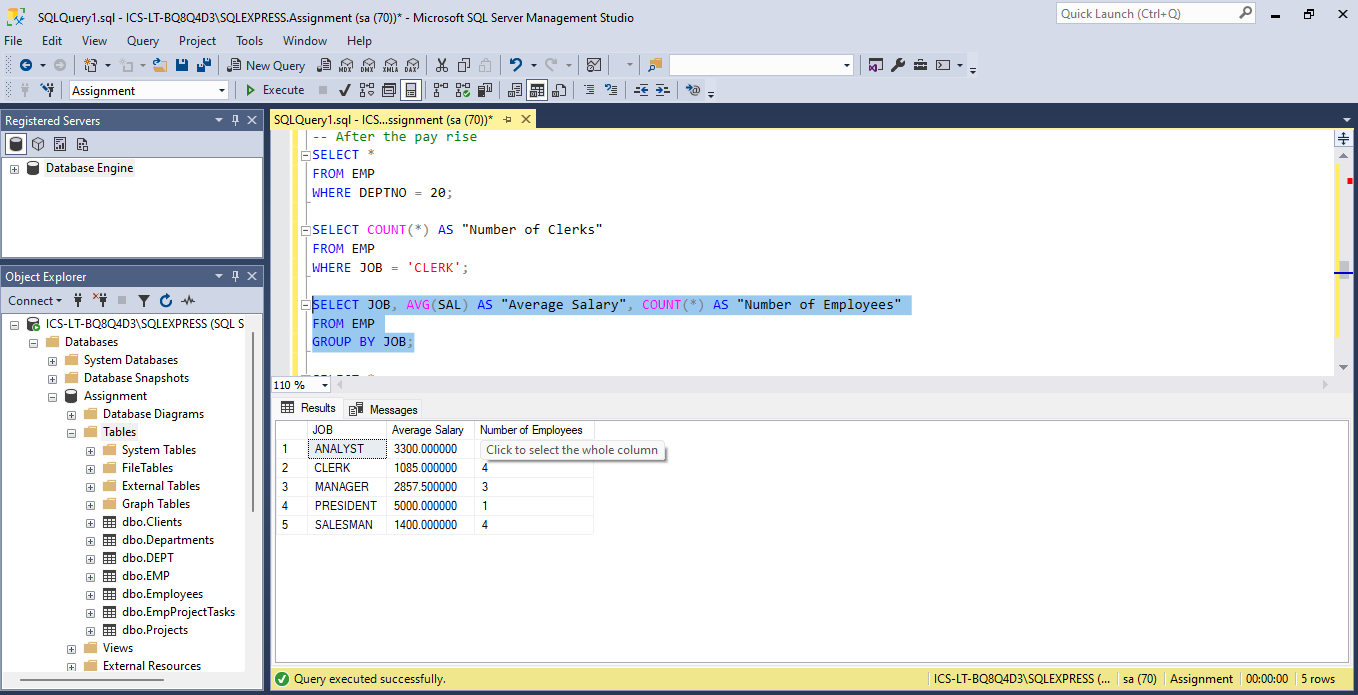 SQLQuery1.sql - ICS-LT-BQ8Q4D3\SQLEXPRESS.Assignment (sa (70))* - Microsoft SQL Server Management Studio
Quick Launch (Ctrl+Q)
File Edit View Query Project Tools Window Help
New Query MDX DMX XMLA DAX
Assignment Execute
Registered Servers
Database Engine
Object Explorer
Connect
ICS-LT-BQ8Q4D3\SQLEXPRESS (SQL S
Databases
System Databases
Database Snapshots
Assignment
Database Diagrams
Tables
System Tables
FileTables
External Tables
Graph Tables
dbo.Clients
dbo.Departments
dbo.DEPT
dbo.EMP
dbo.Employees
dbo.EmpProjectTasks
dbo.Projects
Views
External Resources
SQLQuery1.sql - ICS...ssignment (sa (70))*
-- After the pay rise
SELECT *
FROM EMP
WHERE DEPTNO = 20;
SELECT COUNT(*) AS "Number of Clerks"
FROM EMP
WHERE JOB = 'CLERK';
SELECT JOB, AVG(SAL) AS "Average Salary", COUNT(*) AS "Number of Employees"
FROM EMP
GROUP BY JOB;
110 %
Results Messages
JOB Average Salary Number of Employees
1 ANALYST 3300.000000
Click to select the whole column
2 CLERK 1085.000000 4
3 MANAGER 2857.500000 3
4 PRESIDENT 5000.000000 1
5 SALESMAN 1400.000000 4
Query executed successfully. ICS-LT-BQ8Q4D3\SQLEXPRESS (... sa (70) Assignment 00:00:00 5 rows